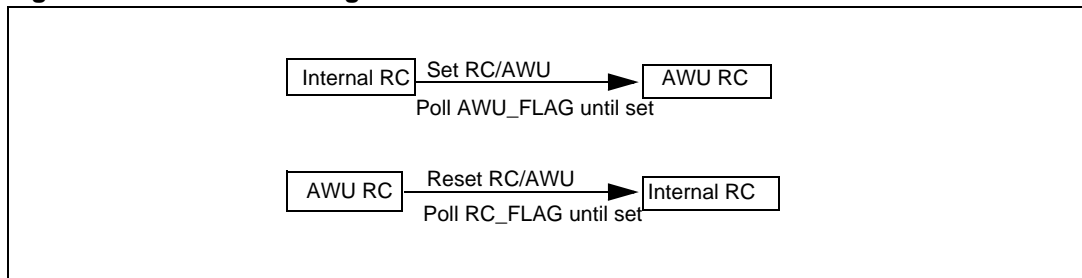 Internal RC Set RC/AWU AWU RC
Poll AWU_FLAG until set
AWU RC Reset RC/AWU Internal RC
Poll RC_FLAG until set